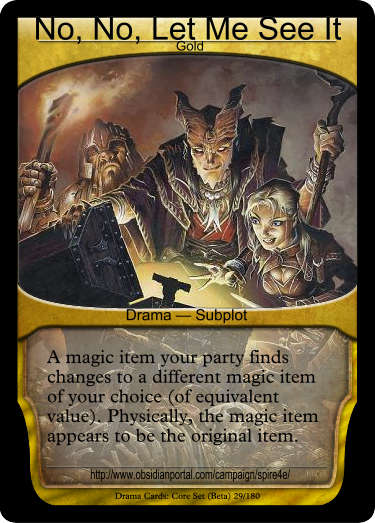 No, No, Let Me See It
Gold
Drama — Subplot
A magic item your party finds
changes to a different magic item
of your choice (of equivalent
value). Physically, the magic item
appears to be the original item.
http://www.obsidianportal.com/campaign/spire4e/
Drama Cards: Core Set (Beta) 29/180